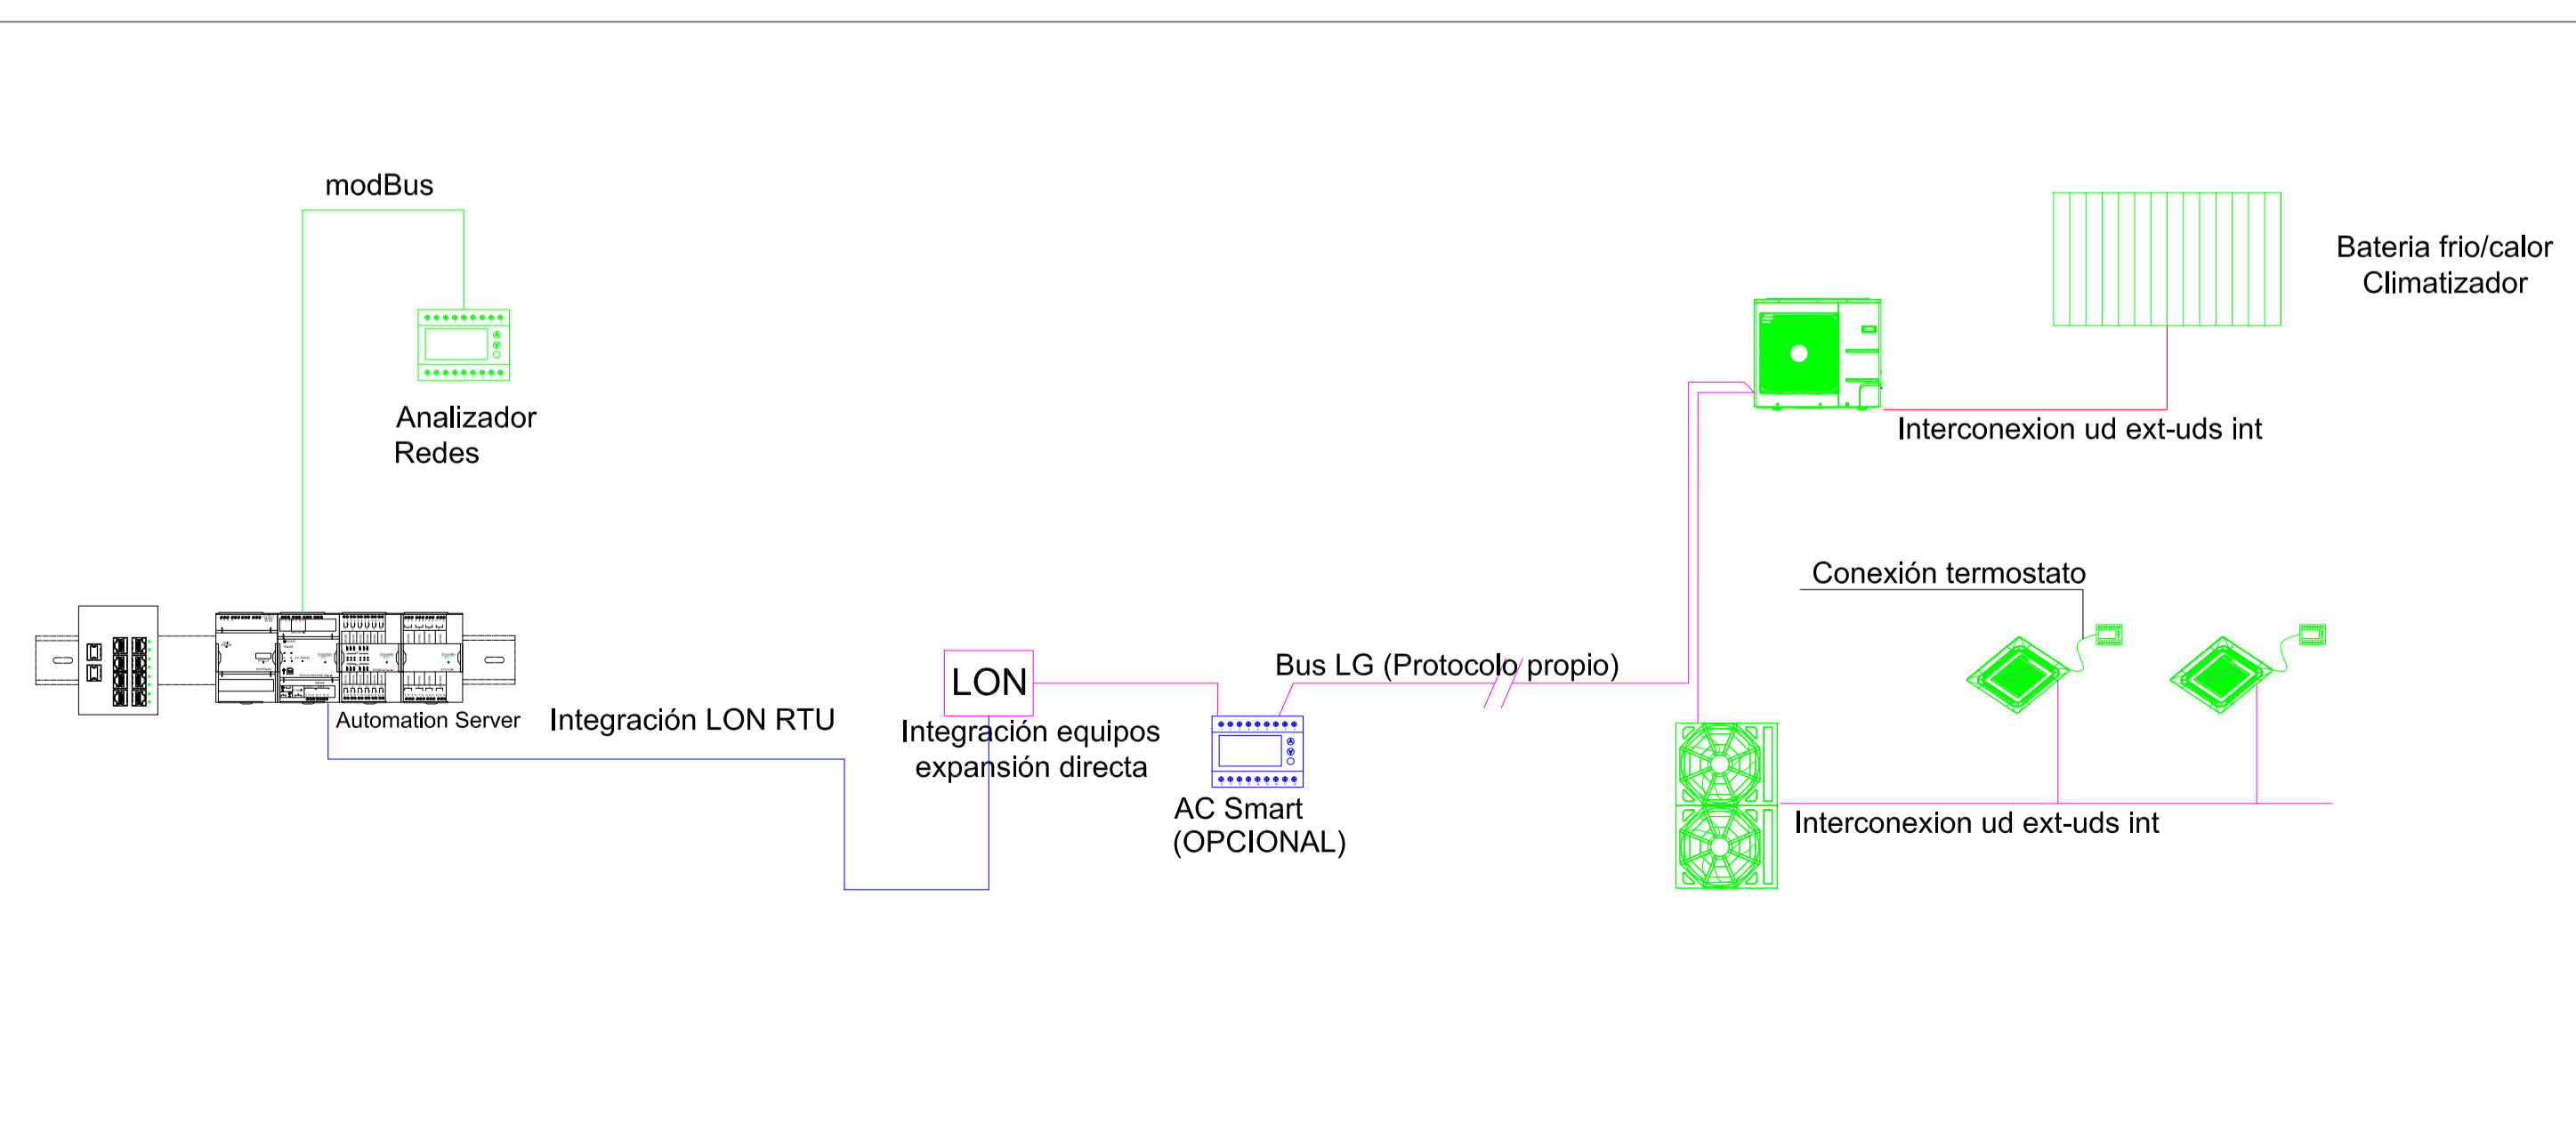 modBus
Bateria frio/calor
Climatizador
Analizador
Redes
Interconexion ud ext-uds int
Conexión termostato
LON
Bus LG (Protocolo propio)
Automation Server
Integración LON RTU
Integración equipos
expansión directa
AC Smart
(OPCIONAL)
Interconexion ud ext-uds int